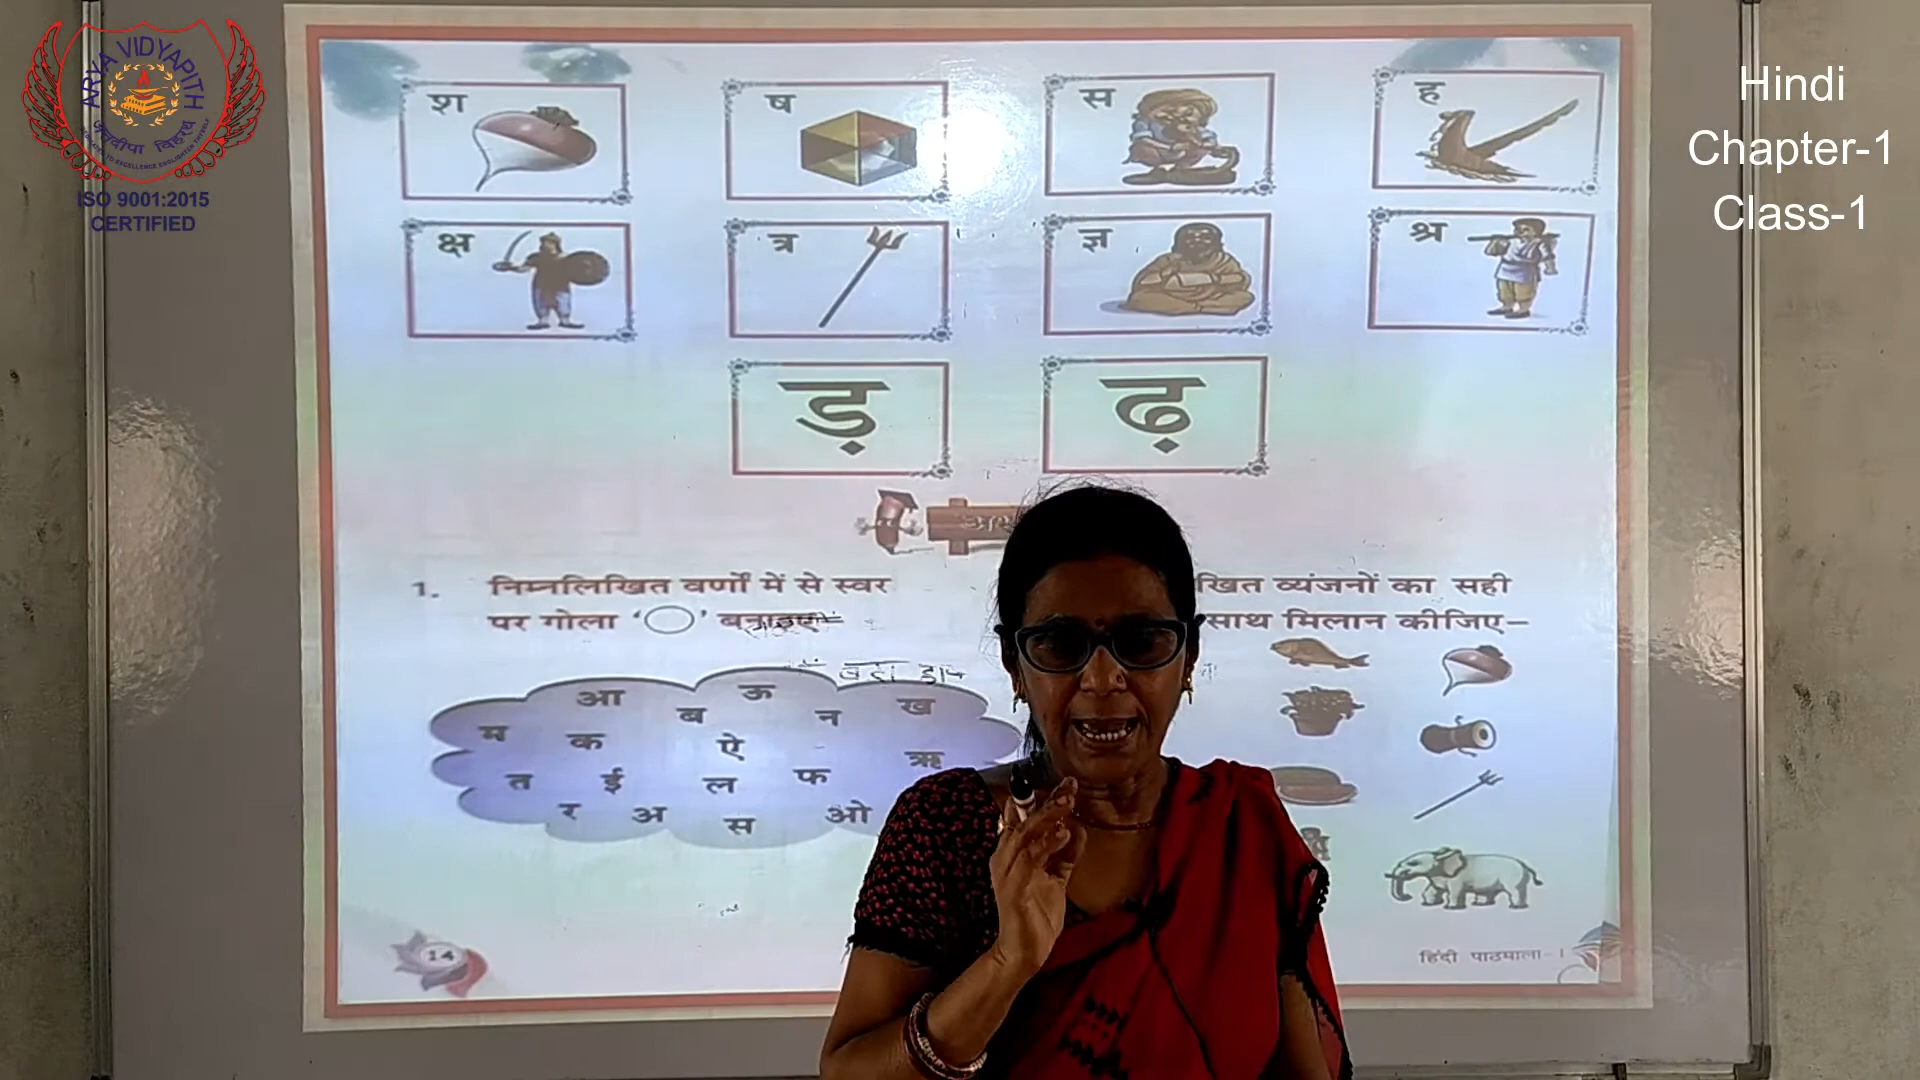 ARYA VIDYAPITH
ISO 9001:2015
CERTIFIED
Hindi
Chapter-1
Class-1
श ष स ह
क्ष त्र ज्ञ श्र
ड़ ढ़
1. निम्नलिखित वर्णों में से स्वर
पर गोला ‘○’ बनाइए–
खित व्यंजनों का सही
साथ मिलान कीजिए–
आ ऊ ख
म ब न
क ऐ ऋ
त ई ल फ
र अ स ओ
14
हिंदी पाठमाला-1